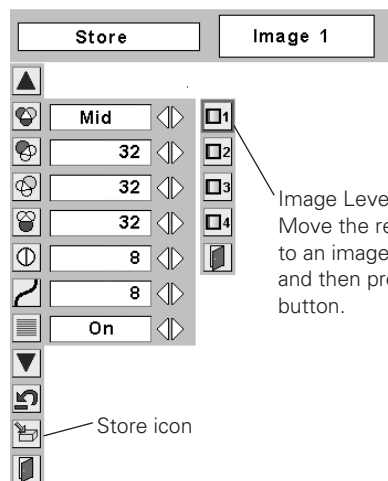 Store
Image 1
Mid
1
32
2
32
3
32
4
8
8
On
Image Leve
Move the re
to an image
and then pre
button.
Store icon